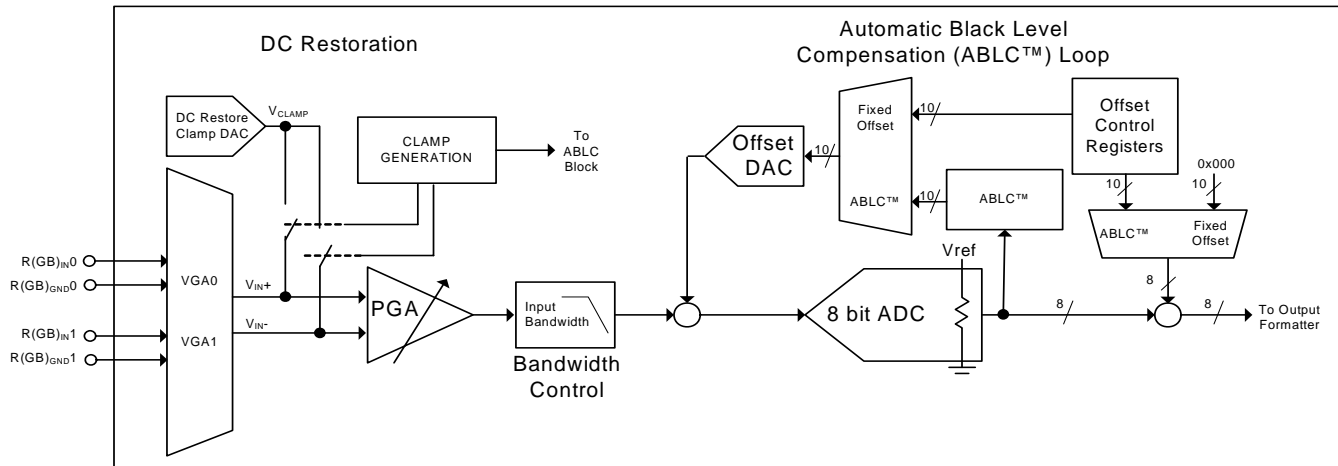 DC Restoration
Automatic Black Level
Compensation (ABLC™) Loop
DC Restore
Clamp DAC
VCLAMP
CLAMP
GENERATION
To
ABLC
Block
Offset
DAC
10
Fixed
Offset
ABLC™
10
10
Offset
Control
Registers
ABLC™
10
0x000
10
ABLC™
Fixed
Offset
8
R(GB)IN0
R(GB)GND0
R(GB)IN1
R(GB)GND1
VGA0
VGA1
VIN+
VIN-
PGA
Input
Bandwidth
Bandwidth
Control
8 bit ADC
Vref
8
8
To Output
Formatter